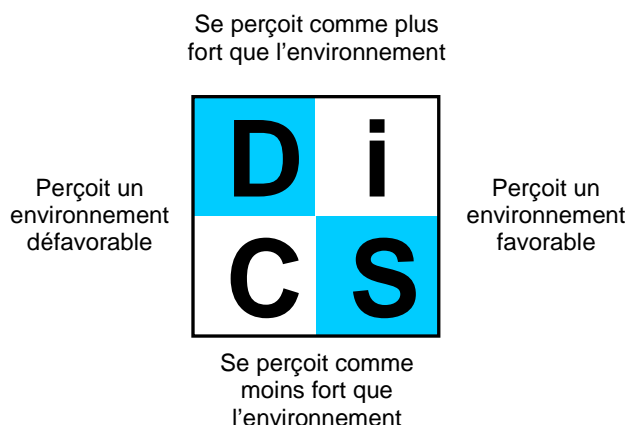 Se perçoit comme plus
fort que l'environnement
D i
Perçoit un
environnement
défavorable
Perçoit un
environnement
favorable
C S
Se perçoit comme
moins fort que
l'environnement